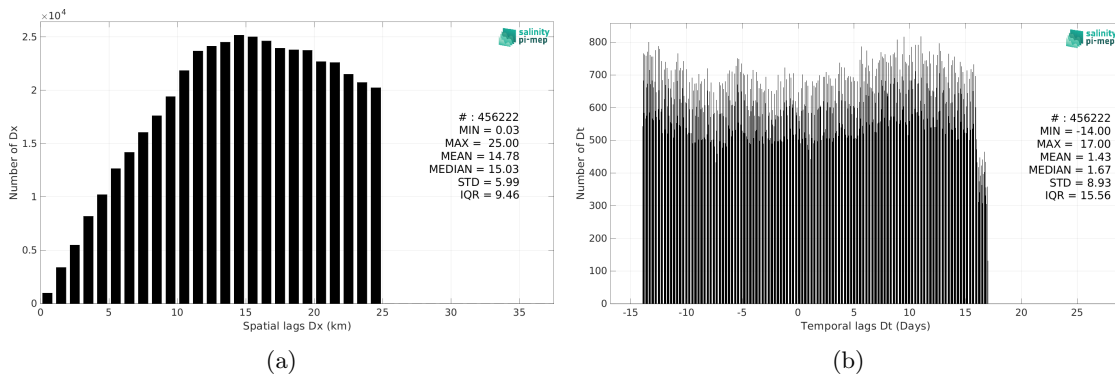 ×10⁴
salinity
pi-mep
2.5
2
1.5
1
0.5
0
Number of Dx
# : 456222
MIN = 0.03
MAX = 25.00
MEAN = 14.78
MEDIAN = 15.03
STD = 5.99
IQR = 9.46
0 5 10 15 20 25 30 35
Spatial lags Dx (km)
(a)
salinity
pi-mep
800
700
600
500
400
300
200
100
0
Number of Dt
# : 456222
MIN = -14.00
MAX = 17.00
MEAN = 1.43
MEDIAN = 1.67
STD = 8.93
IQR = 15.56
-15 -10 -5 0 5 10 15 20 25
Temporal lags Dt (Days)
(b)